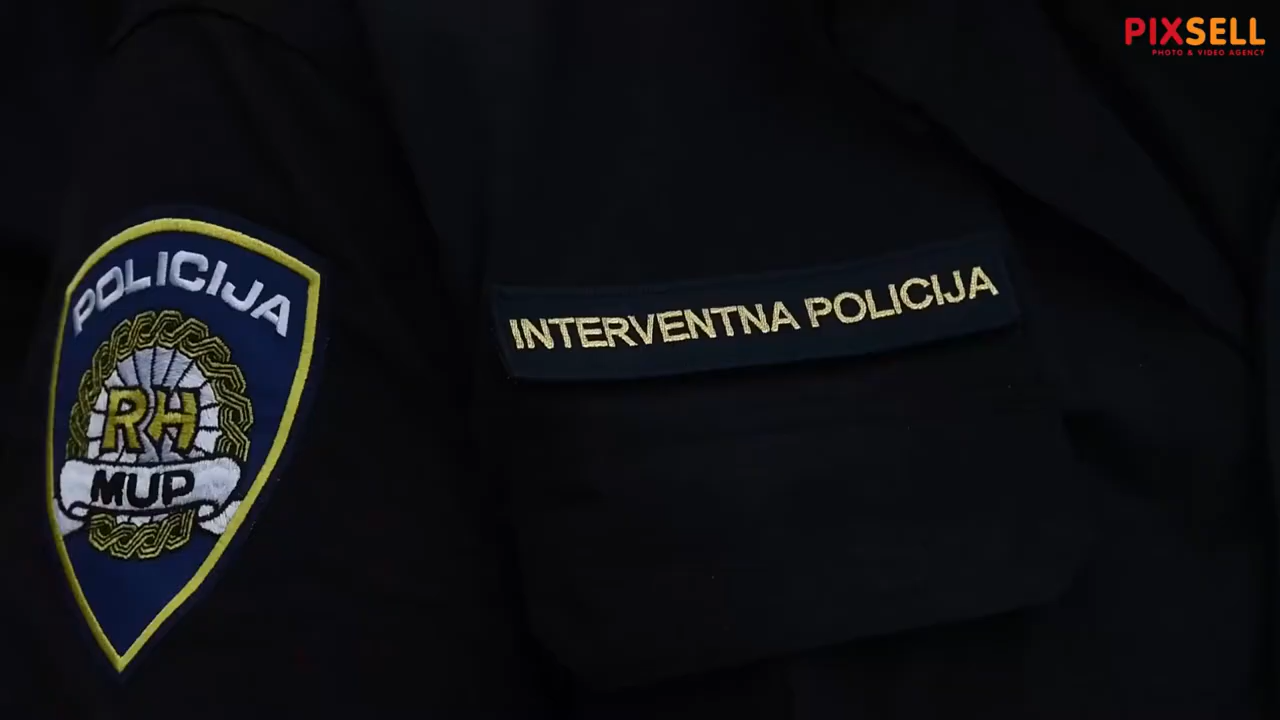 PIXSELL
PHOTO & VIDEO AGENCY
POLICIJA
RH
MUP
INTERVENTNA POLICIJA